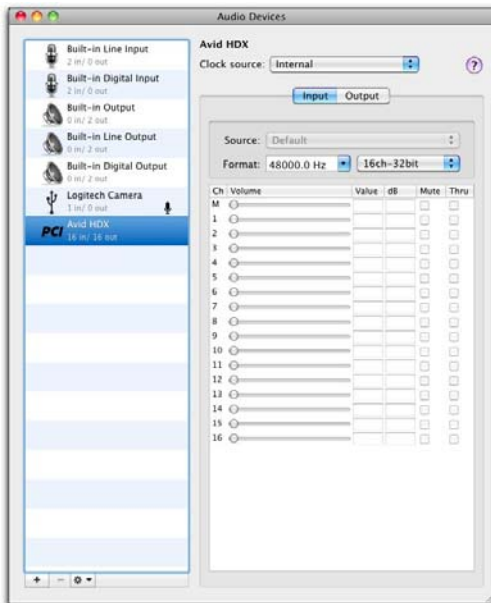 Audio Devices
Built-in Line Input
2 in/ 0 out
Built-in Digital Input
2 in/ 0 out
Built-in Output
0 in/ 2 out
Built-in Line Output
0 in/ 2 out
Built-in Digital Output
0 in/ 2 out
Logitech Camera
1 in/ 0 out
PCI
Avid HDX
16 in/ 16 out
+ −
Avid HDX
Clock source: Internal
?
Input Output
Source: Default
Format: 48000.0 Hz 16ch-32bit
Ch Volume Value dB Mute Thru
M
1
2
3
4
5
6
7
8
9
10
11
12
13
14
15
16